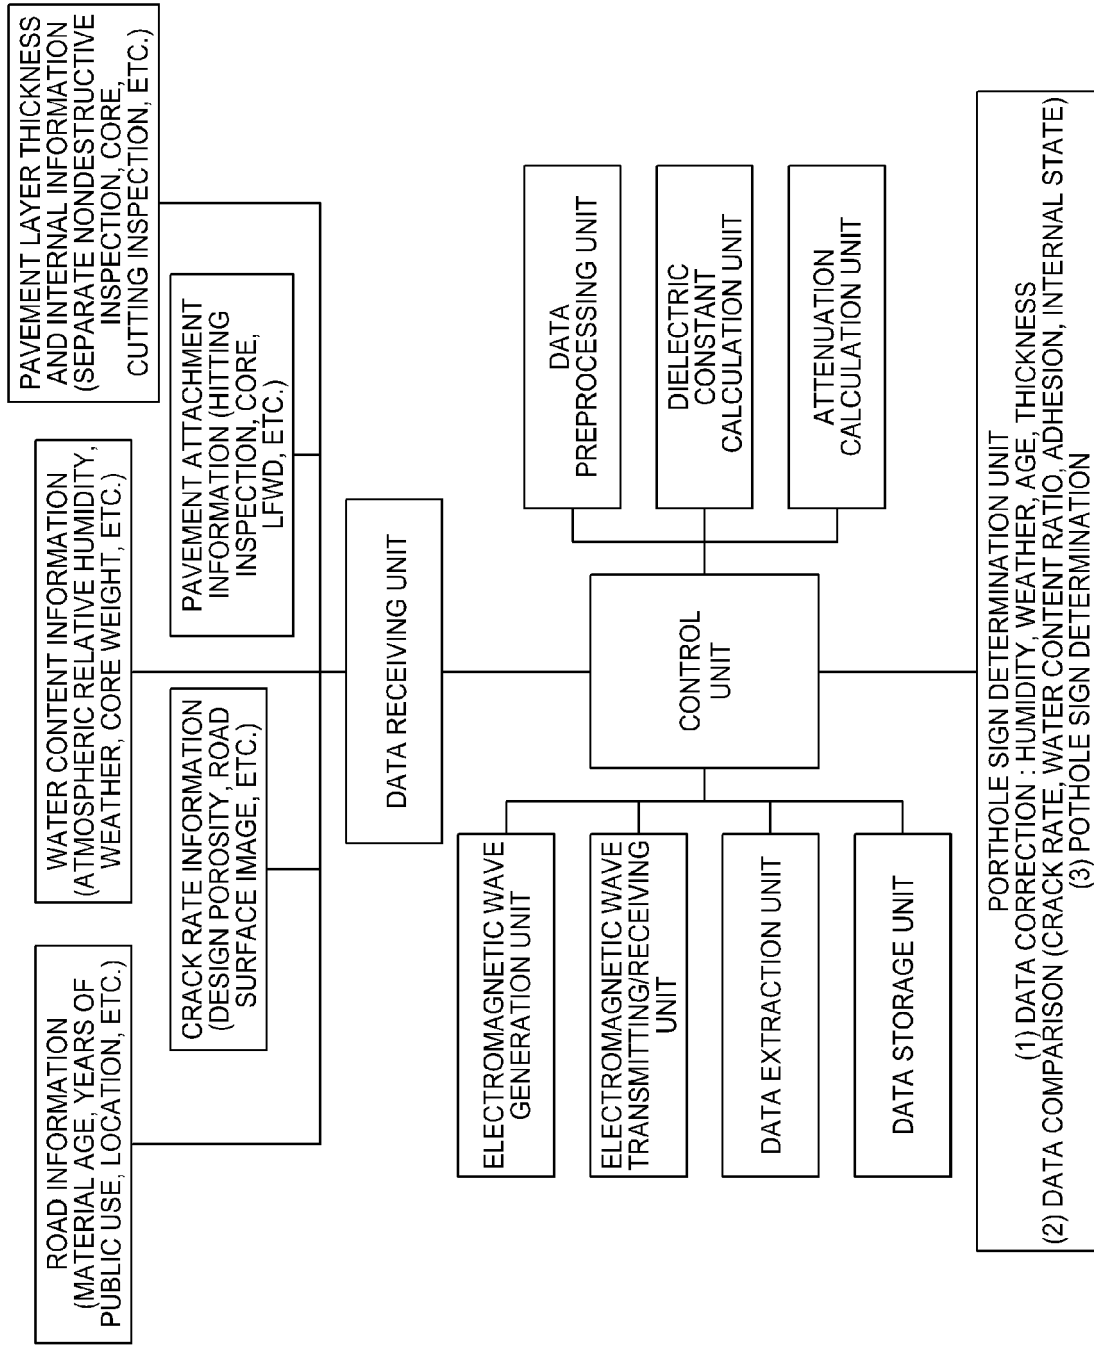 ROAD INFORMATION
(MATERIAL AGE, YEARS OF
PUBLIC USE, LOCATION, ETC.)
WATER CONTENT INFORMATION
(ATMOSPHERIC RELATIVE HUMIDITY,
WEATHER, CORE WEIGHT, ETC.)
PAVEMENT LAYER THICKNESS
AND INTERNAL INFORMATION
(SEPARATE NONDESTRUCTIVE
INSPECTION, CORE,
CUTTING INSPECTION, ETC.)
CRACK RATE INFORMATION
(DESIGN POROSITY, ROAD
SURFACE IMAGE, ETC.)
PAVEMENT ATTACHMENT
INFORMATION (HITTING
INSPECTION, CORE,
LFWD, ETC.)
DATA RECEIVING UNIT
ELECTROMAGNETIC WAVE
GENERATION UNIT
ELECTROMAGNETIC WAVE
TRANSMITTING/RECEIVING
UNIT
DATA EXTRACTION UNIT
DATA STORAGE UNIT
CONTROL
UNIT
DATA
PREPROCESSING UNIT
DIELECTRIC
CONSTANT
CALCULATION UNIT
ATTENUATION
CALCULATION UNIT
PORTHOLE SIGN DETERMINATION UNIT
(1) DATA CORRECTION : HUMIDITY, WEATHER, AGE, THICKNESS
(2) DATA COMPARISON (CRACK RATE, WATER CONTENT RATIO, ADHESION, INTERNAL STATE)
(3) POTHOLE SIGN DETERMINATION